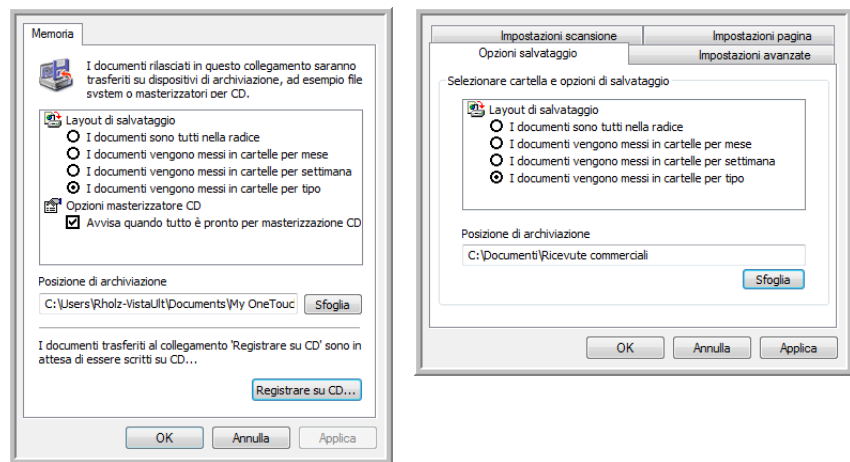 Memoria
I documenti rilasciati in questo collegamento saranno
trasferiti su dispositivi di archiviazione, ad esempio file
system o masterizzatori per CD.
Layout di salvataggio
I documenti sono tutti nella radice
I documenti vengono messi in cartelle per mese
I documenti vengono messi in cartelle per settimana
I documenti vengono messi in cartelle per tipo
Opzioni masterizzatore CD
Avvisa quando tutto è pronto per masterizzazione CD
Posizione di archiviazione
C:\Users\Rholz-VistaUlt\Documents\My OneTouc Sfoglia
I documenti trasferiti al collegamento 'Registrare su CD' sono in
attesa di essere scritti su CD...
Registrare su CD...
OK Annulla Applica
Impostazioni scansione Impostazioni pagina
Opzioni salvataggio Impostazioni avanzate
Selezionare cartella e opzioni di salvataggio
Layout di salvataggio
I documenti sono tutti nella radice
I documenti vengono messi in cartelle per mese
I documenti vengono messi in cartelle per settimana
I documenti vengono messi in cartelle per tipo
Posizione di archiviazione
C:\Documenti\Ricevute commerciali
Sfoglia
OK Annulla Applica